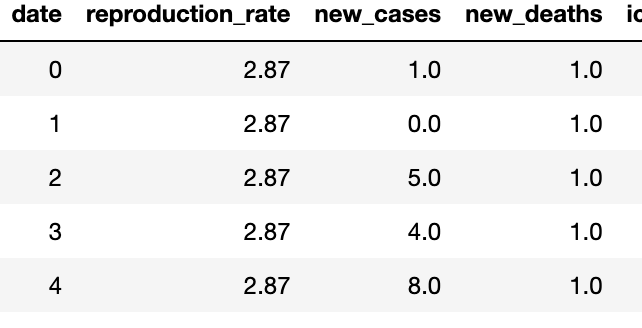 date reproduction_rate new_cases new_deaths
0 2.87 1.0 1.0
1 2.87 0.0 1.0
2 2.87 5.0 1.0
3 2.87 4.0 1.0
4 2.87 8.0 1.0